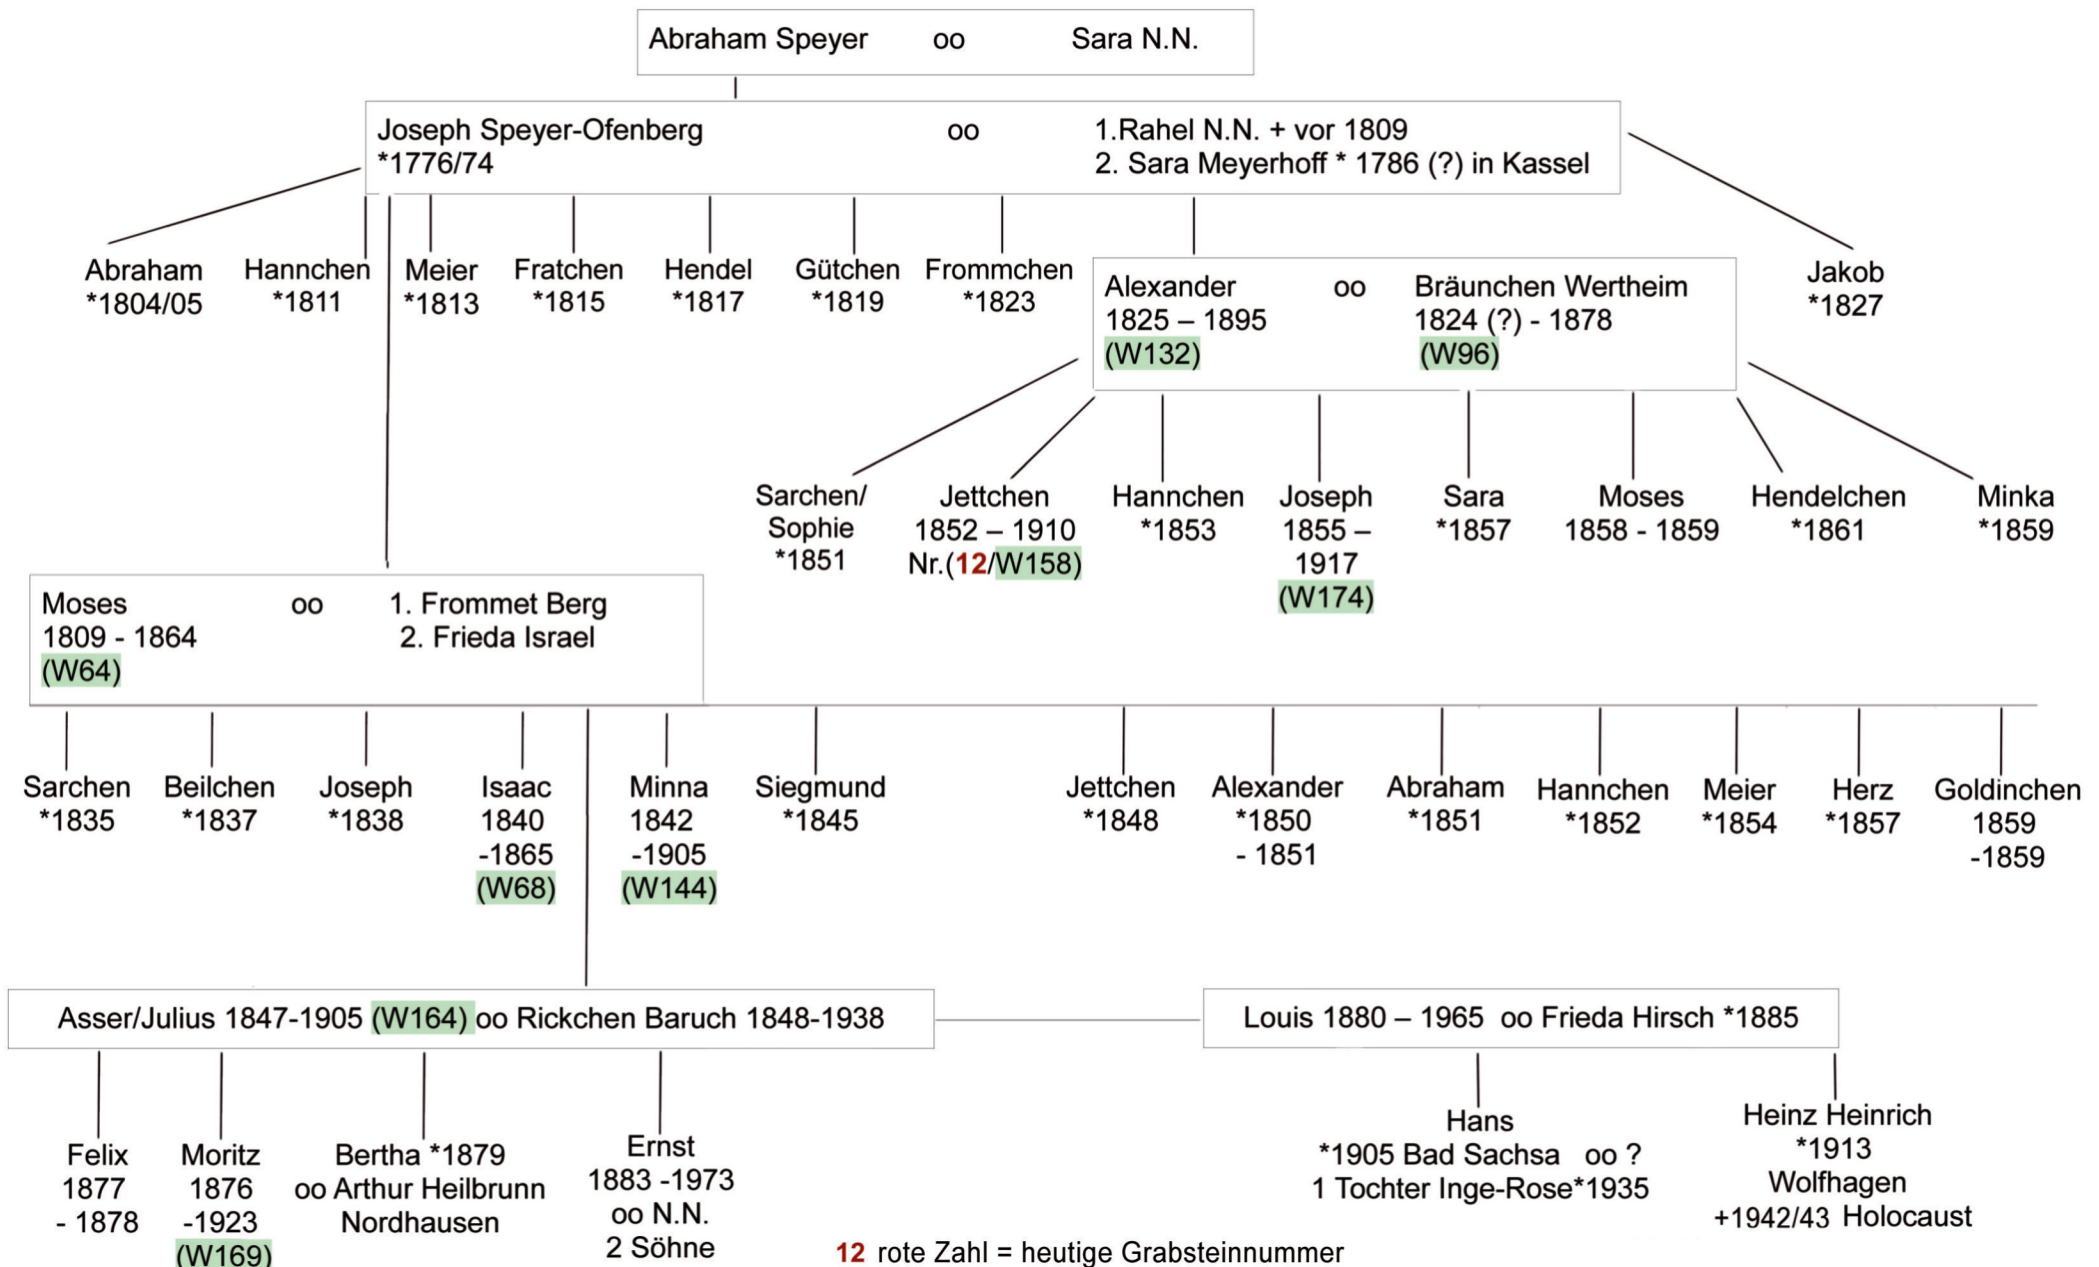 Abraham Speyer oo Sara N.N.
Joseph Speyer-Ofenberg oo 1.Rahel N.N. + vor 1809
*1776/74 2. Sara Meyerhoff * 1786 (?) in Kassel
Abraham
*1804/05
Hannchen
*1811
Meier
*1813
Fratchen
*1815
Hendel
*1817
Gütchen
*1819
Frommchen
*1823
Alexander oo Bräunchen Wertheim
1825 – 1895 1824 (?) - 1878
(W132) (W96)
Jakob
*1827
Sarchen/
Sophie
*1851
Jettchen
1852 – 1910
Nr.(12/W158)
Hannchen
*1853
Joseph
1855 –
1917
(W174)
Sara
*1857
Moses
1858 - 1859
Hendelchen
*1861
Minka
*1859
Moses oo 1. Frommet Berg
1809 - 1864 2. Frieda Israel
(W64)
Sarchen
*1835
Beilchen
*1837
Joseph
*1838
Isaac
1840
-1865
(W68)
Minna
1842
-1905
(W144)
Siegmund
*1845
Jettchen
*1848
Alexander
*1850
- 1851
Abraham
*1851
Hannchen
*1852
Meier
*1854
Herz
*1857
Goldinchen
1859
-1859
Asser/Julius 1847-1905 (W164) oo Rickchen Baruch 1848-1938
Louis 1880 – 1965 oo Frieda Hirsch *1885
Felix
1877
- 1878
Moritz
1876
-1923
(W169)
Bertha *1879
oo Arthur Heilbrunn
Nordhausen
Ernst
1883 -1973
oo N.N.
2 Söhne
Hans
*1905 Bad Sachsa oo ?
1 Tochter Inge-Rose*1935
Heinz Heinrich
*1913
Wolfhagen
+1942/43 Holocaust
12 rote Zahl = heutige Grabsteinnummer